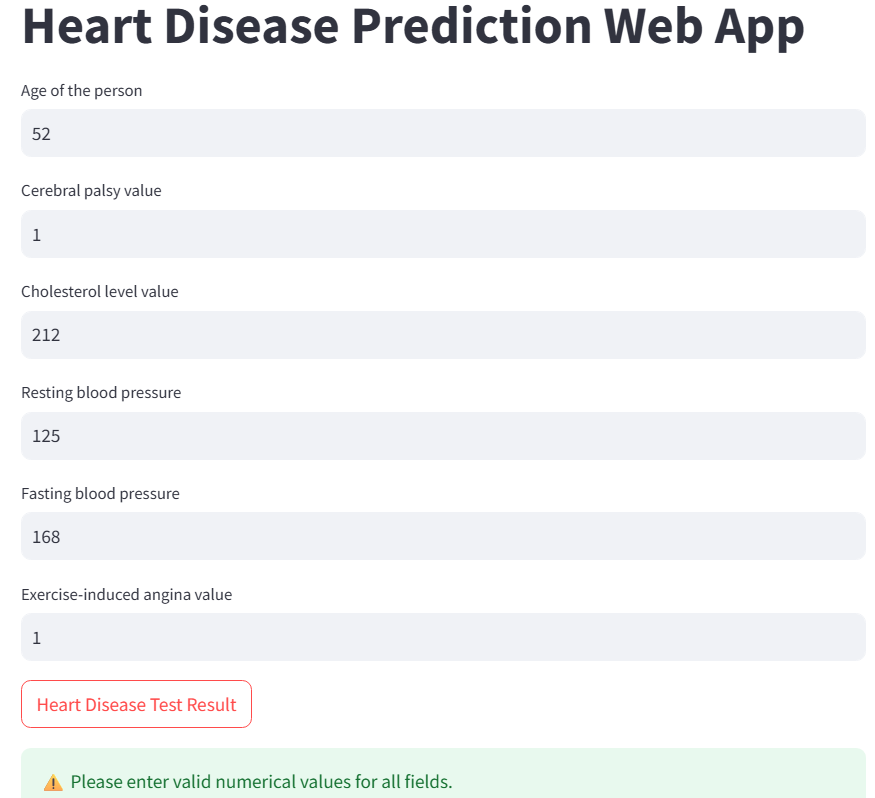 Heart Disease Prediction Web App
Age of the person
52
Cerebral palsy value
1
Cholesterol level value
212
Resting blood pressure
125
Fasting blood pressure
168
Exercise-induced angina value
1
Heart Disease Test Result
⚠️ Please enter valid numerical values for all fields.